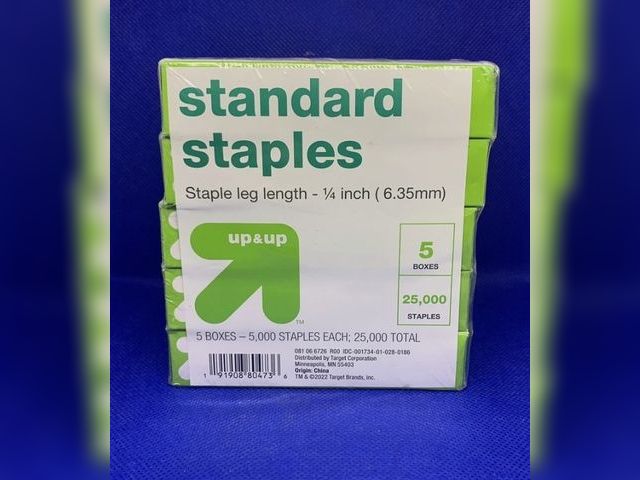 standard
staples
Staple leg length - ¼ inch ( 6.35mm)
up&up
TM
5
BOXES
25,000
STAPLES
5 BOXES – 5,000 STAPLES EACH; 25,000 TOTAL
081 06 6726 R00 IDC-001734-01-028-0186
Distributed by Target Corporation
Minneapolis, MN 55403
Origin: China
TM & ©2022 Target Brands, Inc.
1 91908 80473 6